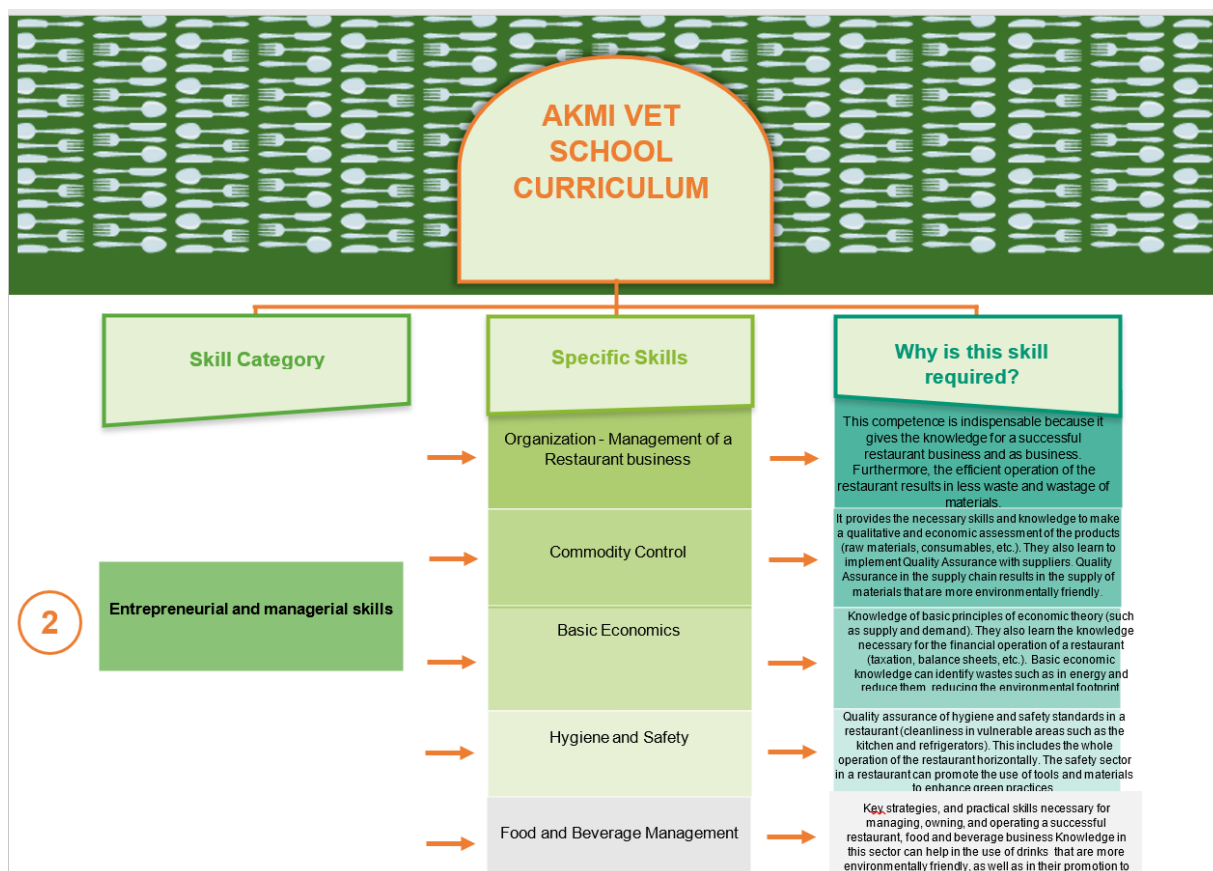 AKMI VET
SCHOOL
CURRICULUM
Skill Category
Specific Skills
Why is this skill
required?
2
Entrepreneurial and managerial skills
Organization - Management of a
Restaurant business
This competence is indispensable because it
gives the knowledge for a successful
restaurant business and as business.
Furthermore, the efficient operation of the
restaurant results in less waste and wastage of
materials.
Commodity Control
It provides the necessary skills and knowledge to make
a qualitative and economic assessment of the products
(raw materials, consumables, etc.). They also learn to
implement Quality Assurance with suppliers. Quality
Assurance in the supply chain results in the supply of
materials that are more environmentally friendly.
Basic Economics
Knowledge of basic principles of economic theory (such
as supply and demand). They also learn the knowledge
necessary for the financial operation of a restaurant
(taxation, balance sheets, etc.). Basic economic
knowledge can identify wastes such as in energy and
reduce them, reducing the environmental footprint
Hygiene and Safety
Quality assurance of hygiene and safety standards in a
restaurant (cleanliness in vulnerable areas such as the
kitchen and refrigerators). This includes the whole
operation of the restaurant horizontally. The safety sector
in a restaurant can promote the use of tools and materials
to enhance green practices
Food and Beverage Management
Key strategies, and practical skills necessary for
managing, owning, and operating a successful
restaurant, food and beverage business Knowledge in
this sector can help in the use of drinks that are more
environmentally friendly, as well as in their promotion to